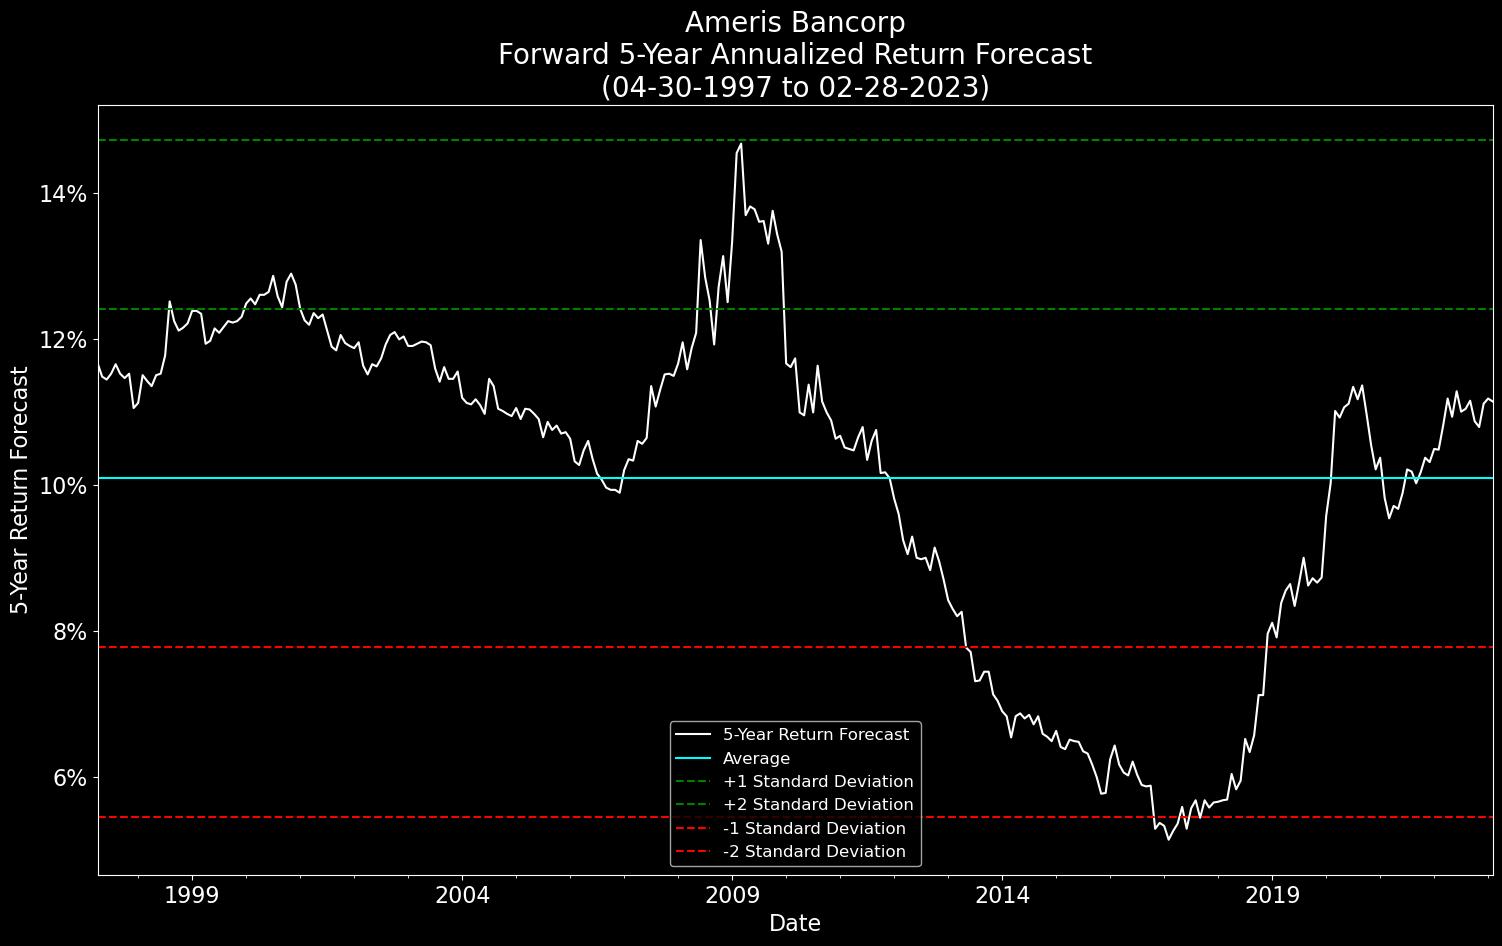 Ameris Bancorp
Forward 5-Year Annualized Return Forecast
(04-30-1997 to 02-28-2023)
5-Year Return Forecast
14%
12%
10%
8%
6%
5-Year Return Forecast
Average
+1 Standard Deviation
+2 Standard Deviation
-1 Standard Deviation
-2 Standard Deviation
1999 2004 2009 2014 2019
Date